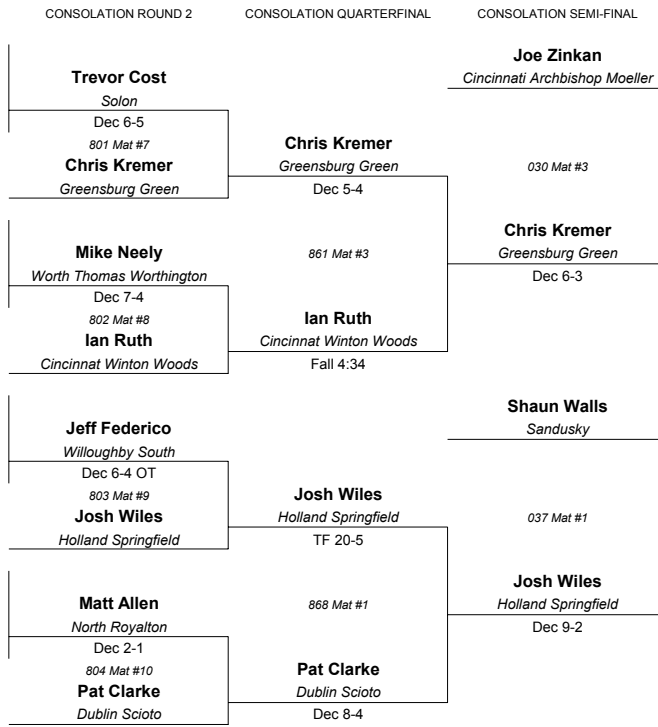 CONSOLATION ROUND 2
CONSOLATION QUARTERFINAL
CONSOLATION SEMI-FINAL
Trevor Cost
Solon
Dec 6-5
801 Mat #7
Chris Kremer
Greensburg Green
Mike Neely
Worth Thomas Worthington
Dec 7-4
802 Mat #8
Ian Ruth
Cincinnat Winton Woods
Jeff Federico
Willoughby South
Dec 6-4 OT
803 Mat #9
Josh Wiles
Holland Springfield
Matt Allen
North Royalton
Dec 2-1
804 Mat #10
Pat Clarke
Dublin Scioto
Chris Kremer
Greensburg Green
Dec 5-4
861 Mat #3
Ian Ruth
Cincinnat Winton Woods
Fall 4:34
Josh Wiles
Holland Springfield
TF 20-5
868 Mat #1
Pat Clarke
Dublin Scioto
Dec 8-4
Joe Zinkan
Cincinnati Archbishop Moeller
030 Mat #3
Chris Kremer
Greensburg Green
Dec 6-3
Shaun Walls
Sandusky
037 Mat #1
Josh Wiles
Holland Springfield
Dec 9-2